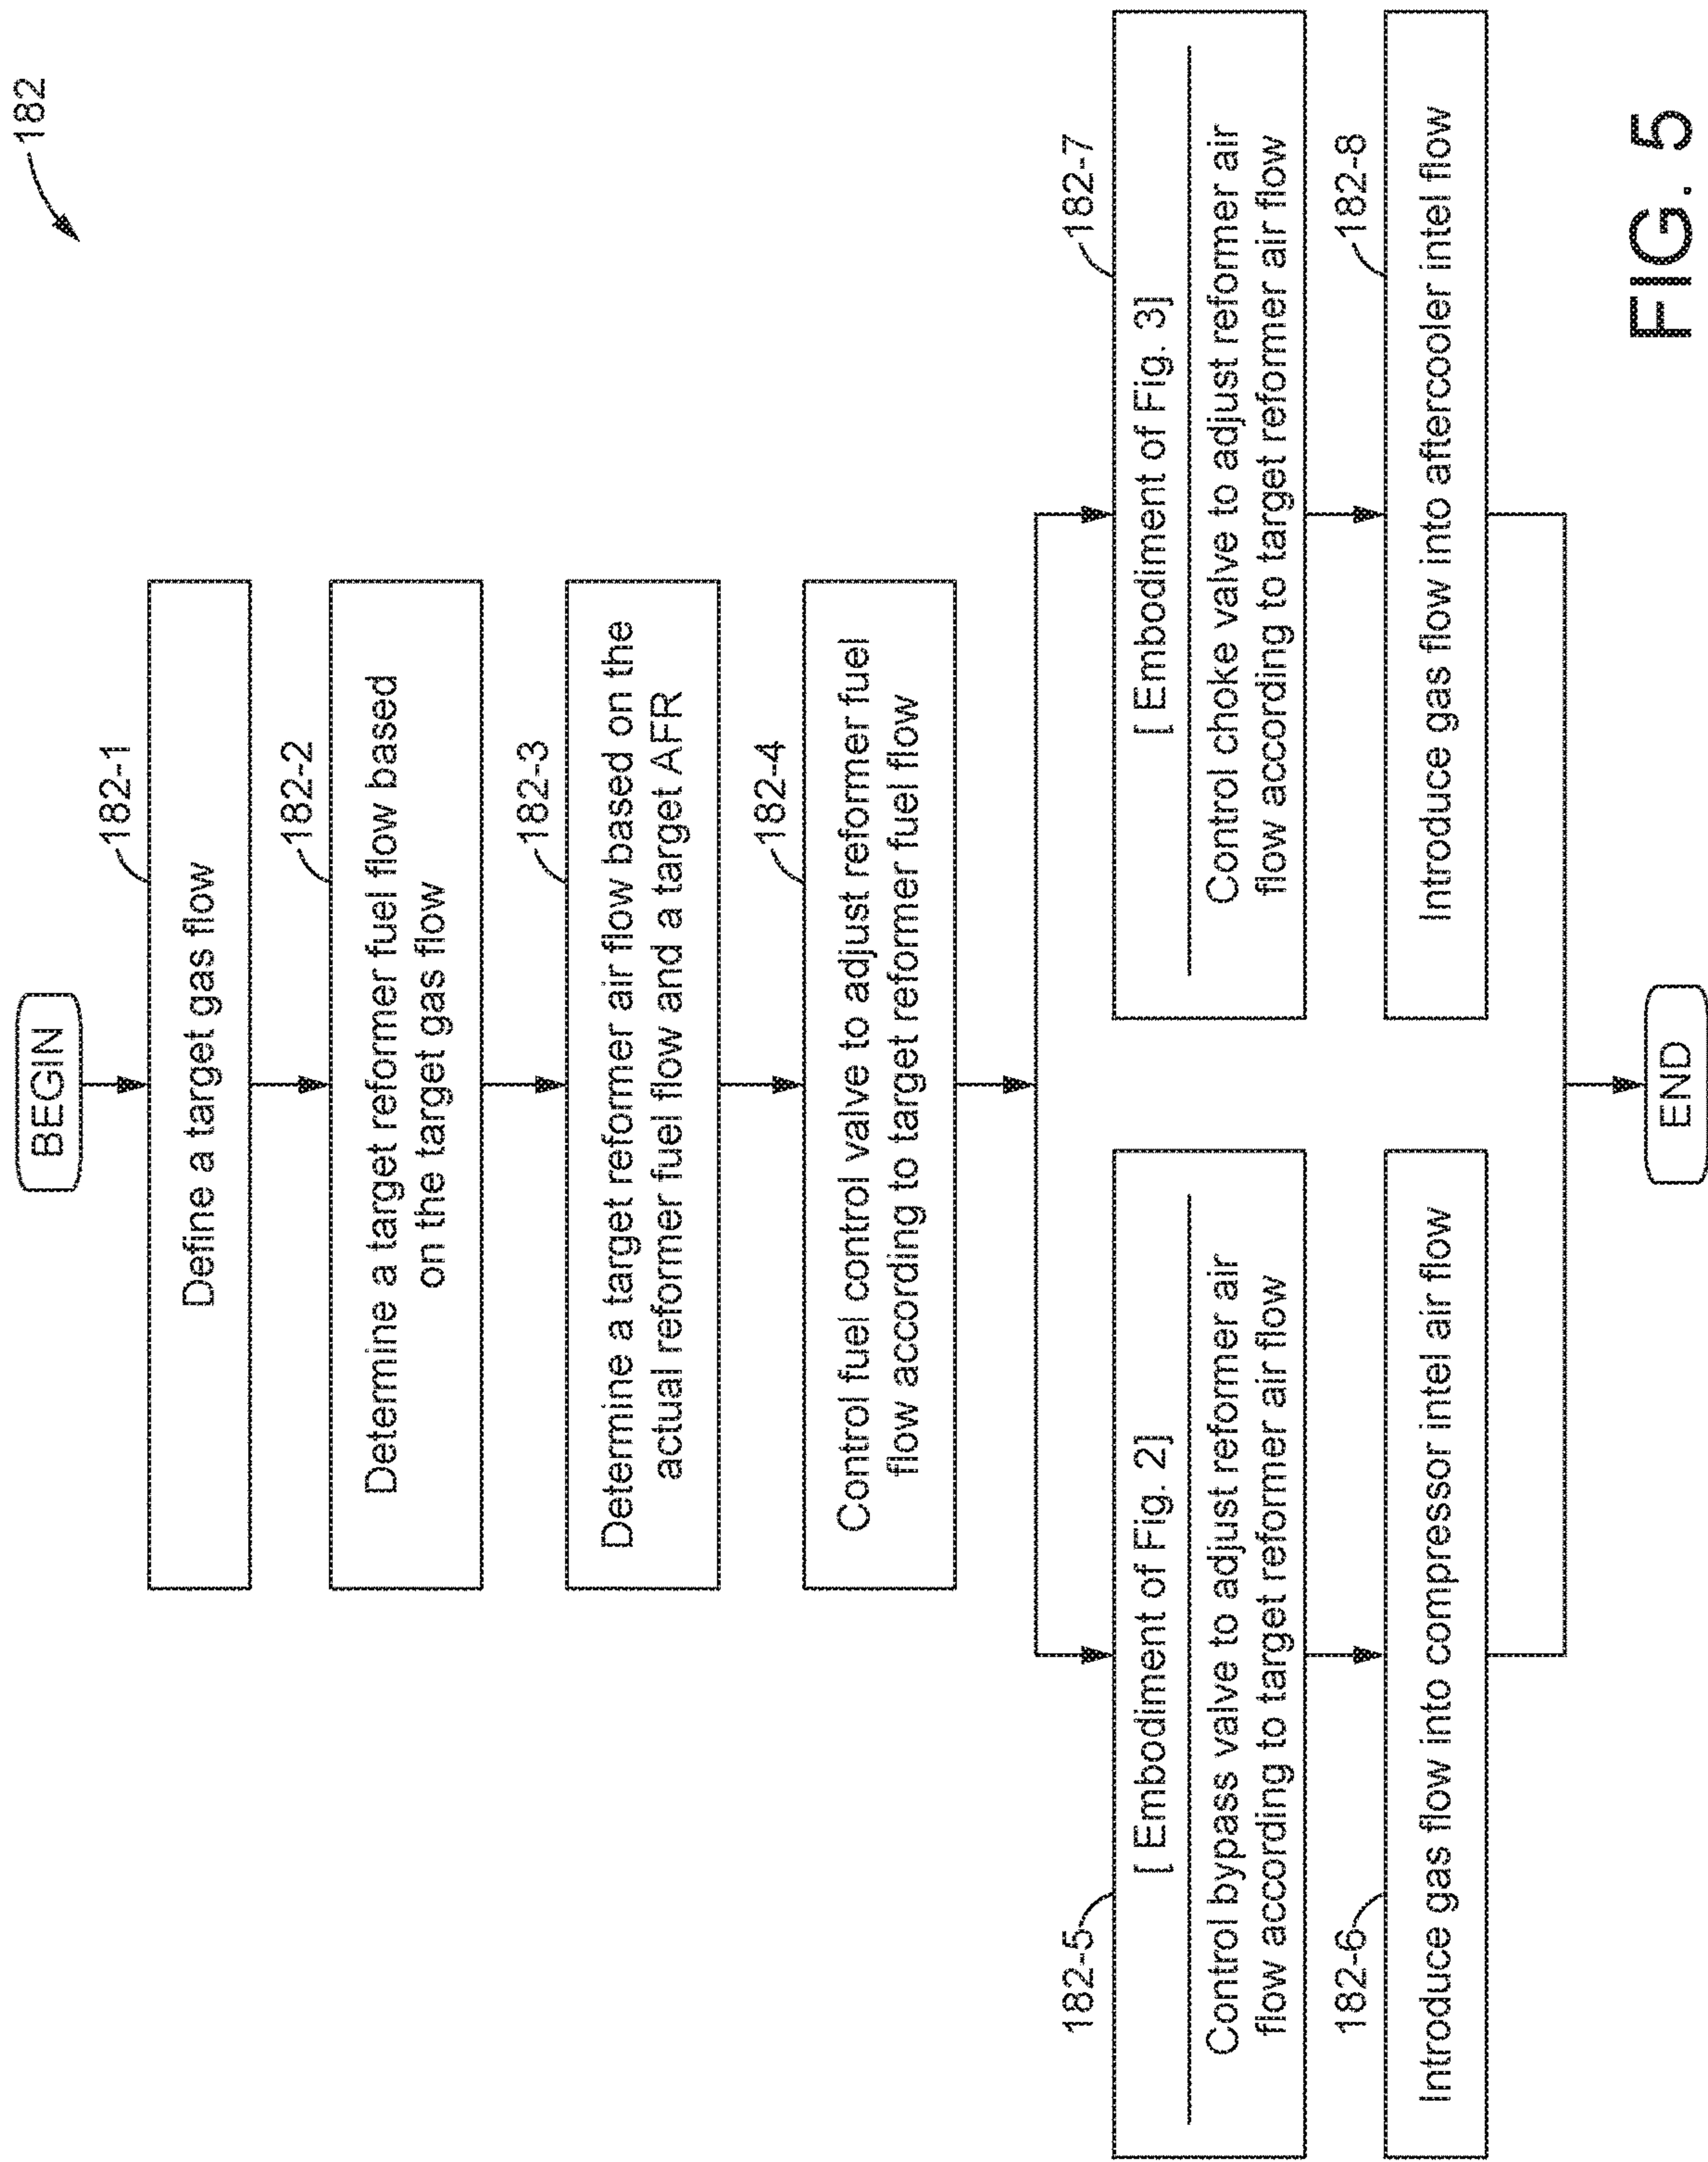 182
BEGIN
182-1
Define a target gas flow
182-2
Determine a target reformer fuel flow based
on the target gas flow
182-3
Determine a target reformer air flow based on the
actual reformer fuel flow and a target AFR
182-4
Control fuel control valve to adjust reformer fuel
flow according to target reformer fuel flow
182-5
[ Embodiment of Fig. 2]
Control bypass valve to adjust reformer air
flow according to target reformer air flow
182-6
Introduce gas flow into compressor intel air flow
182-7
[ Embodiment of Fig. 3]
Control choke valve to adjust reformer air
flow according to target reformer air flow
182-8
Introduce gas flow into aftercooler intel flow
END
FIG. 5